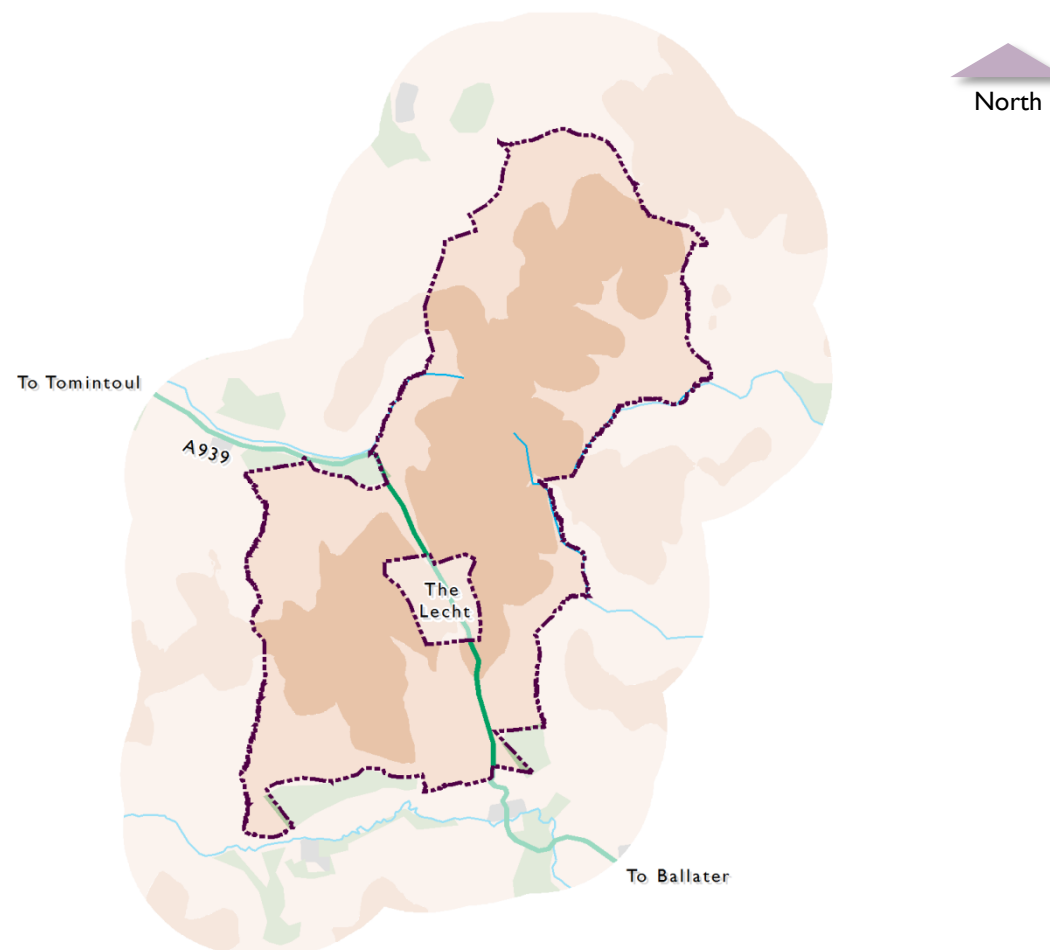 North
To Tomintoul
A939
The
Lecht
To Ballater